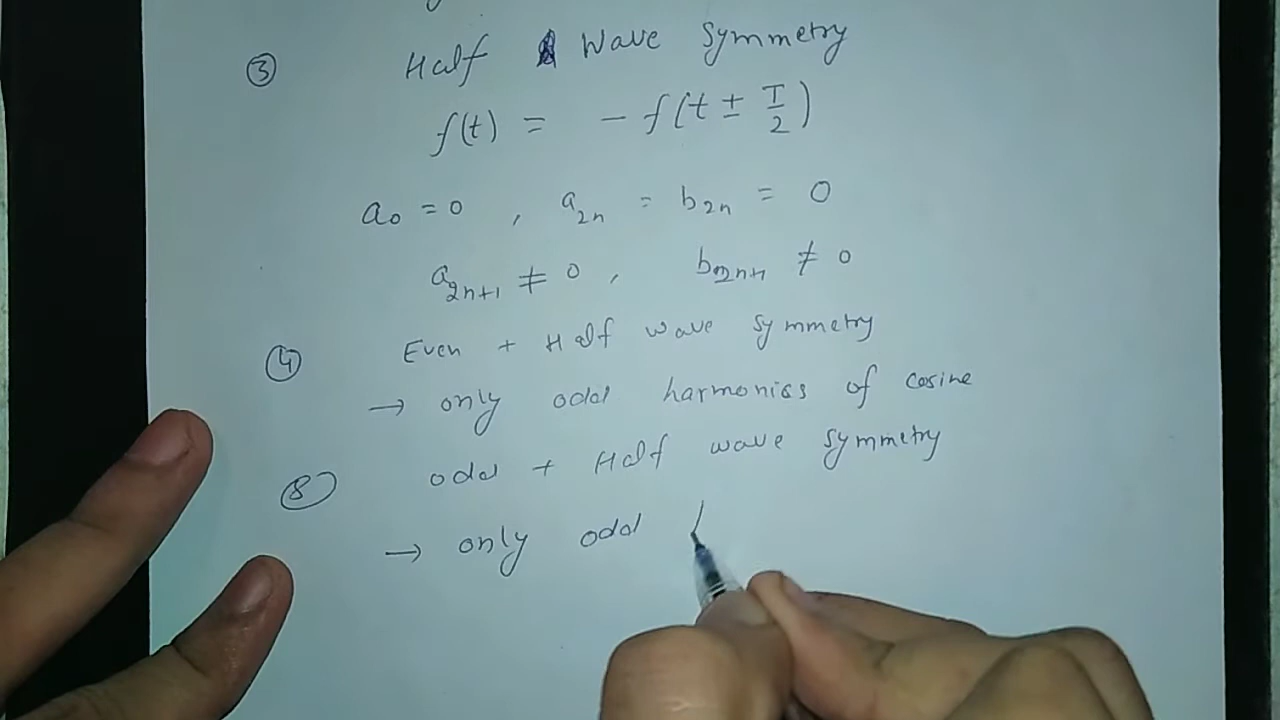 ③ Half Wave Symmetry
f(t) = - f(t ± T/2)
a₀ = 0 , a₂ₙ = b₂ₙ = 0
a₂ₙ₊₁ ≠ 0 , b₂ₙ₊₁ ≠ 0
④ Even + Half wave symmetry
→ only odd harmonics of cosine
⑤ odd + Half wave symmetry
→ only odd